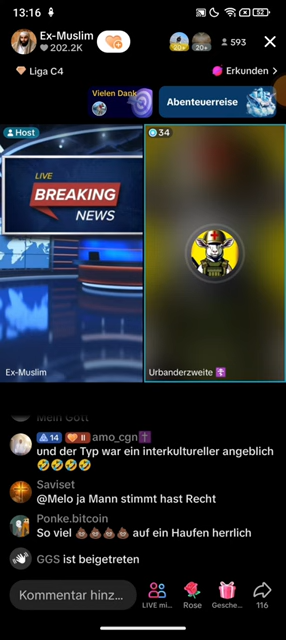 13:16
52
Ex-Muslim
202.2K
20+
20+
593
Liga C4
Erkunden >
Vielen Dank
Abenteuerreise
Host
34
LIVE
BREAKING
NEWS
Ex-Muslim
Urbanderzweite ☦️
Mein Gott
14 II amo_cgn✝️
und der Typ war ein interkultureller angeblich
🤣🤣🤣🤣
Saviset
@Melo ja Mann stimmt hast Recht
Ponke.bitcoin
So viel 💩💩💩💩 auf ein Haufen herrlich
GGS ist beigetreten
Kommentar hinz...
LIVE mi...
Rose
Gesche...
116